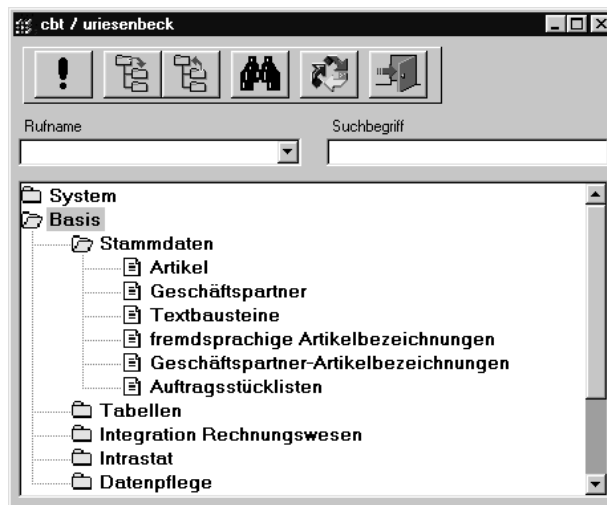 cbt / uriesenbeck
Rufname Suchbegriff
System
Basis
Stammdaten
Artikel
Geschäftspartner
Textbausteine
fremdsprachige Artikelbezeichnungen
Geschäftspartner-Artikelbezeichnungen
Auftragsstücklisten
Tabellen
Integration Rechnungswesen
Intrastat
Datenpflege